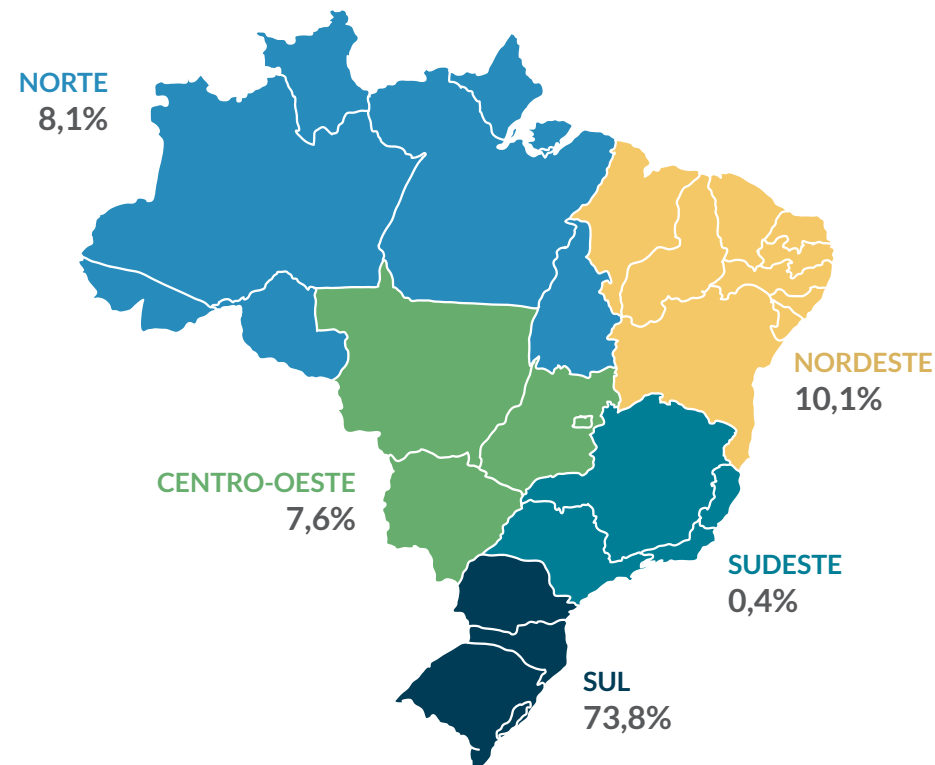 NORTE
8,1%
NORDESTE
10,1%
CENTRO-OESTE
7,6%
SUDESTE
0,4%
SUL
73,8%